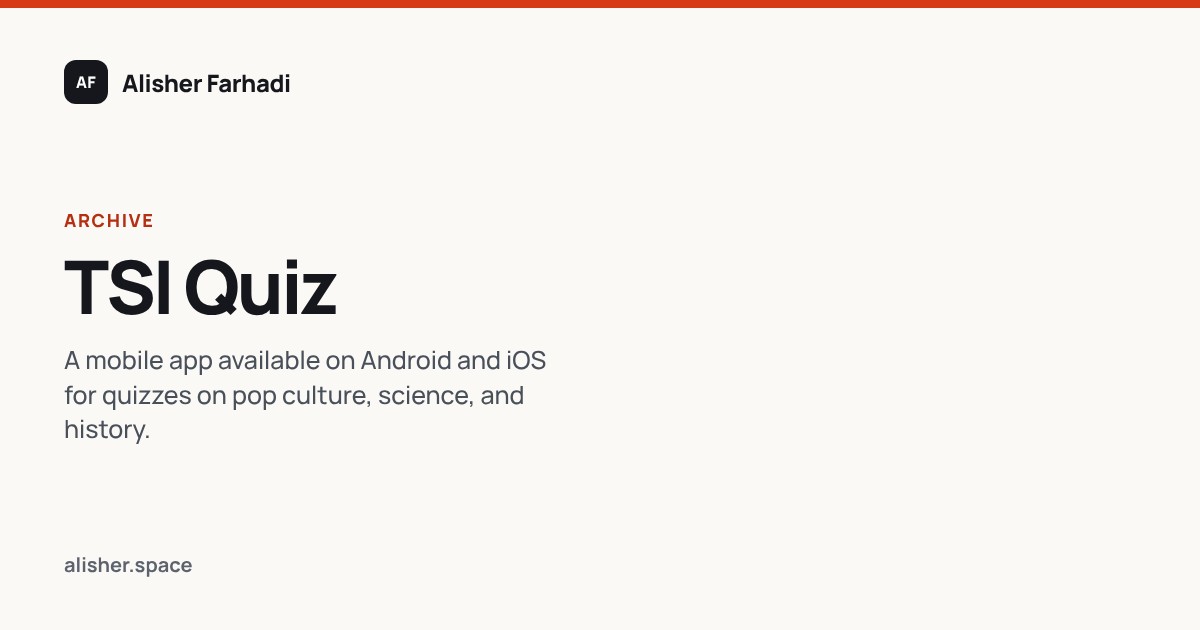 AF
Alisher Farhadi
ARCHIVE
TSI Quiz
A mobile app available on Android and iOS
for quizzes on pop culture, science, and
history.
alisher.space